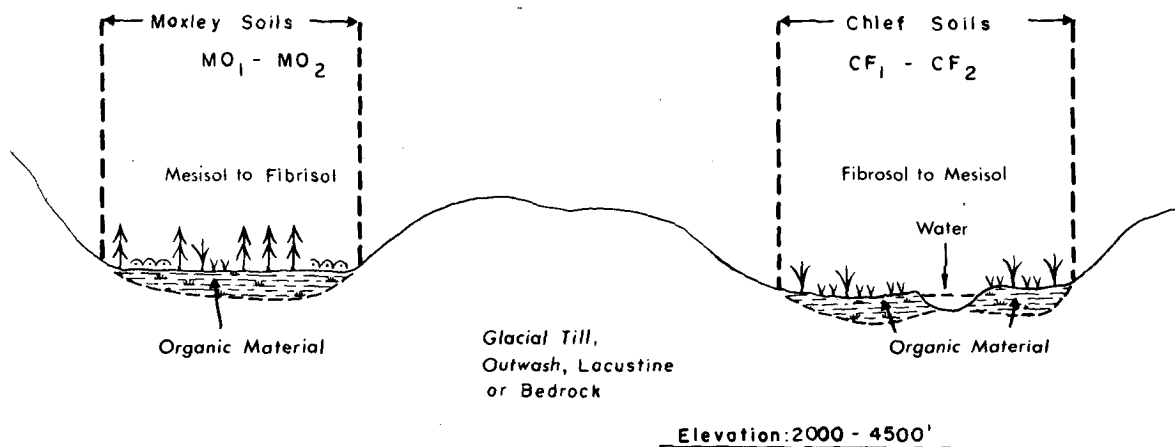 Moxley Soils
MO1 - MO2
Mesisol to Fibrisol
Organic Material
Glacial Till,
Outwash, Lacustine
or Bedrock
Chief Soils
CF1 - CF2
Fibrosol to Mesisol
Water
Organic Material
Elevation: 2000 - 4500'